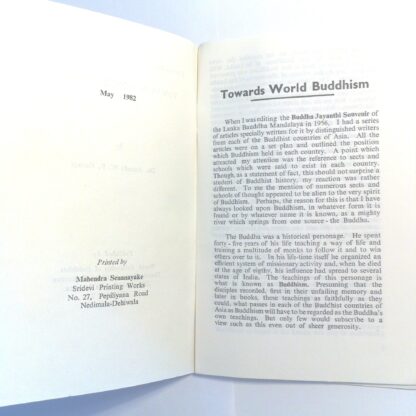 May 1982
Printed by
Mahendra Senanayake
Sridevi Printing Works
No. 27, Pepiliyana Road
Nedimala-Dehiwala
Towards World Buddhism
When I was editing the Buddha Jayanthi Souvenir of
the Lanka Bauddha Mandalaya in 1956, I had a series
of articles specially written for it by distinguished writers
from each of the Buddhist countries of Asia. All the
articles were on a set plan and outlined the position
which Buddhism held in each country. A point which
attracted my attention was the reference to sects and
schools which were said to exist in each country.
Though, as a statement of fact, this should not surprise a
student of Buddhist history, my reaction was rather
different. To me the mention of numerous sects and
schools of thought appeared to be alien to the very spirit
of Buddhism. Perhaps, the reason for this is that I have
always looked upon Buddhism, in whatever form it is
found or by whatever name it is known, as a mighty
river which springs from one source - the Buddha.
The Buddha was a historical personage. He spent
forty-five years of his life teaching a way of life and
training a multitude of monks to follow it and to win
others over to it. In his life-time itself he organized an
efficient system of missionary activity and, when he died
at the age of eighty, his influence had spread to several
states of India. The teachings of this personage is
what is known as Buddhism. Presuming that the
disciples recorded, first in their unfailing memory and
later in books, these teachings as faithfully as they
could, what passes in each of the Buddhist countries of
Asia as Buddhism will have to be regarded as the Buddha's
own teachings. But only few would subscribe to a
view such as this even out of sheer generosity.